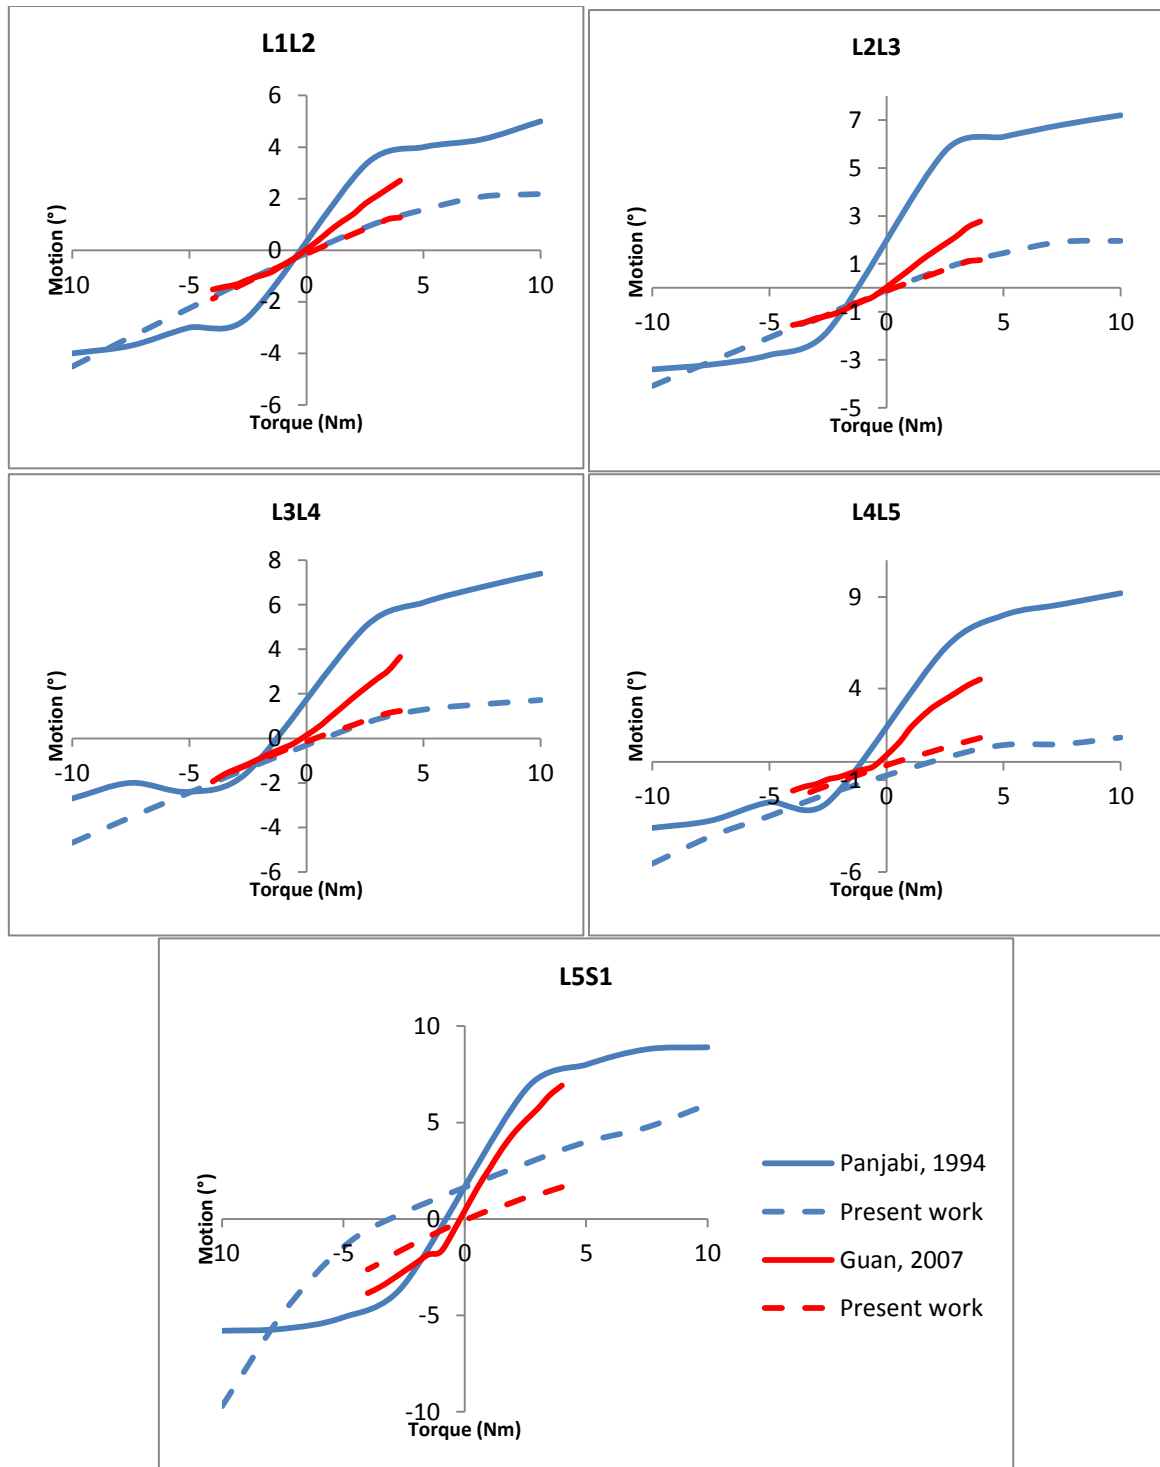 L1L2
6
4
2
0
-2
-4
-6
-10
-5
0
5
10
Motion (°)
Torque (Nm)
L2L3
7
5
3
1
-1
-3
-5
-10
-5
0
5
10
Motion (°)
Torque (Nm)
L3L4
8
6
4
2
0
-2
-4
-6
-10
-5
0
5
10
Motion (°)
Torque (Nm)
L4L5
9
4
-1
-6
-10
-5
0
5
10
Motion (°)
Torque (Nm)
L5S1
10
5
0
-5
-10
-10
-5
0
5
10
Motion (°)
Torque (Nm)
Panjabi, 1994
Present work
Guan, 2007
Present work